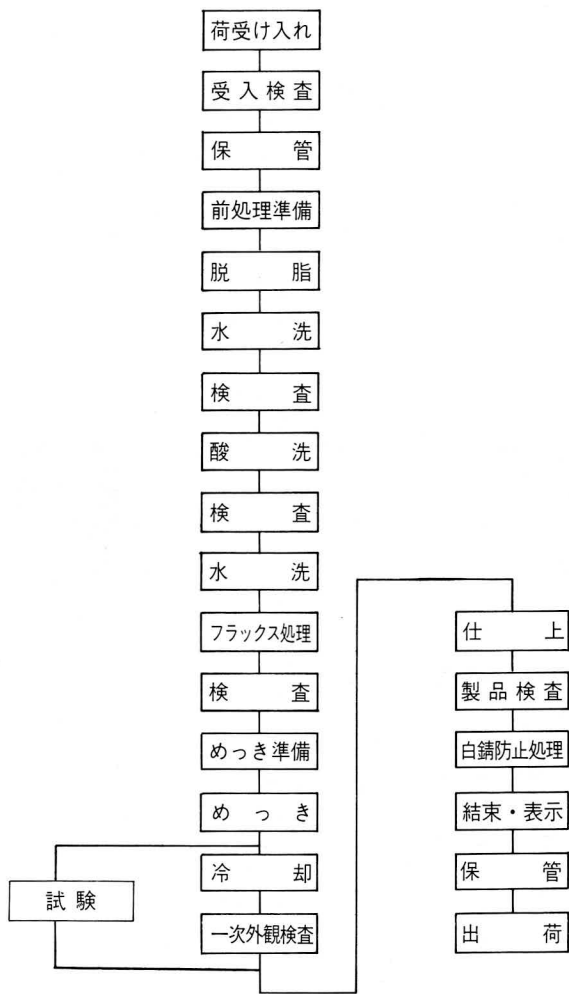 荷受け入れ
受入検査
保管
前処理準備
脱脂
水洗
検査
酸洗
検査
水洗
フラックス処理
検査
めっき準備
めっき
冷却
試験
一次外観検査
仕上
製品検査
白錆防止処理
結束・表示
保管
出荷